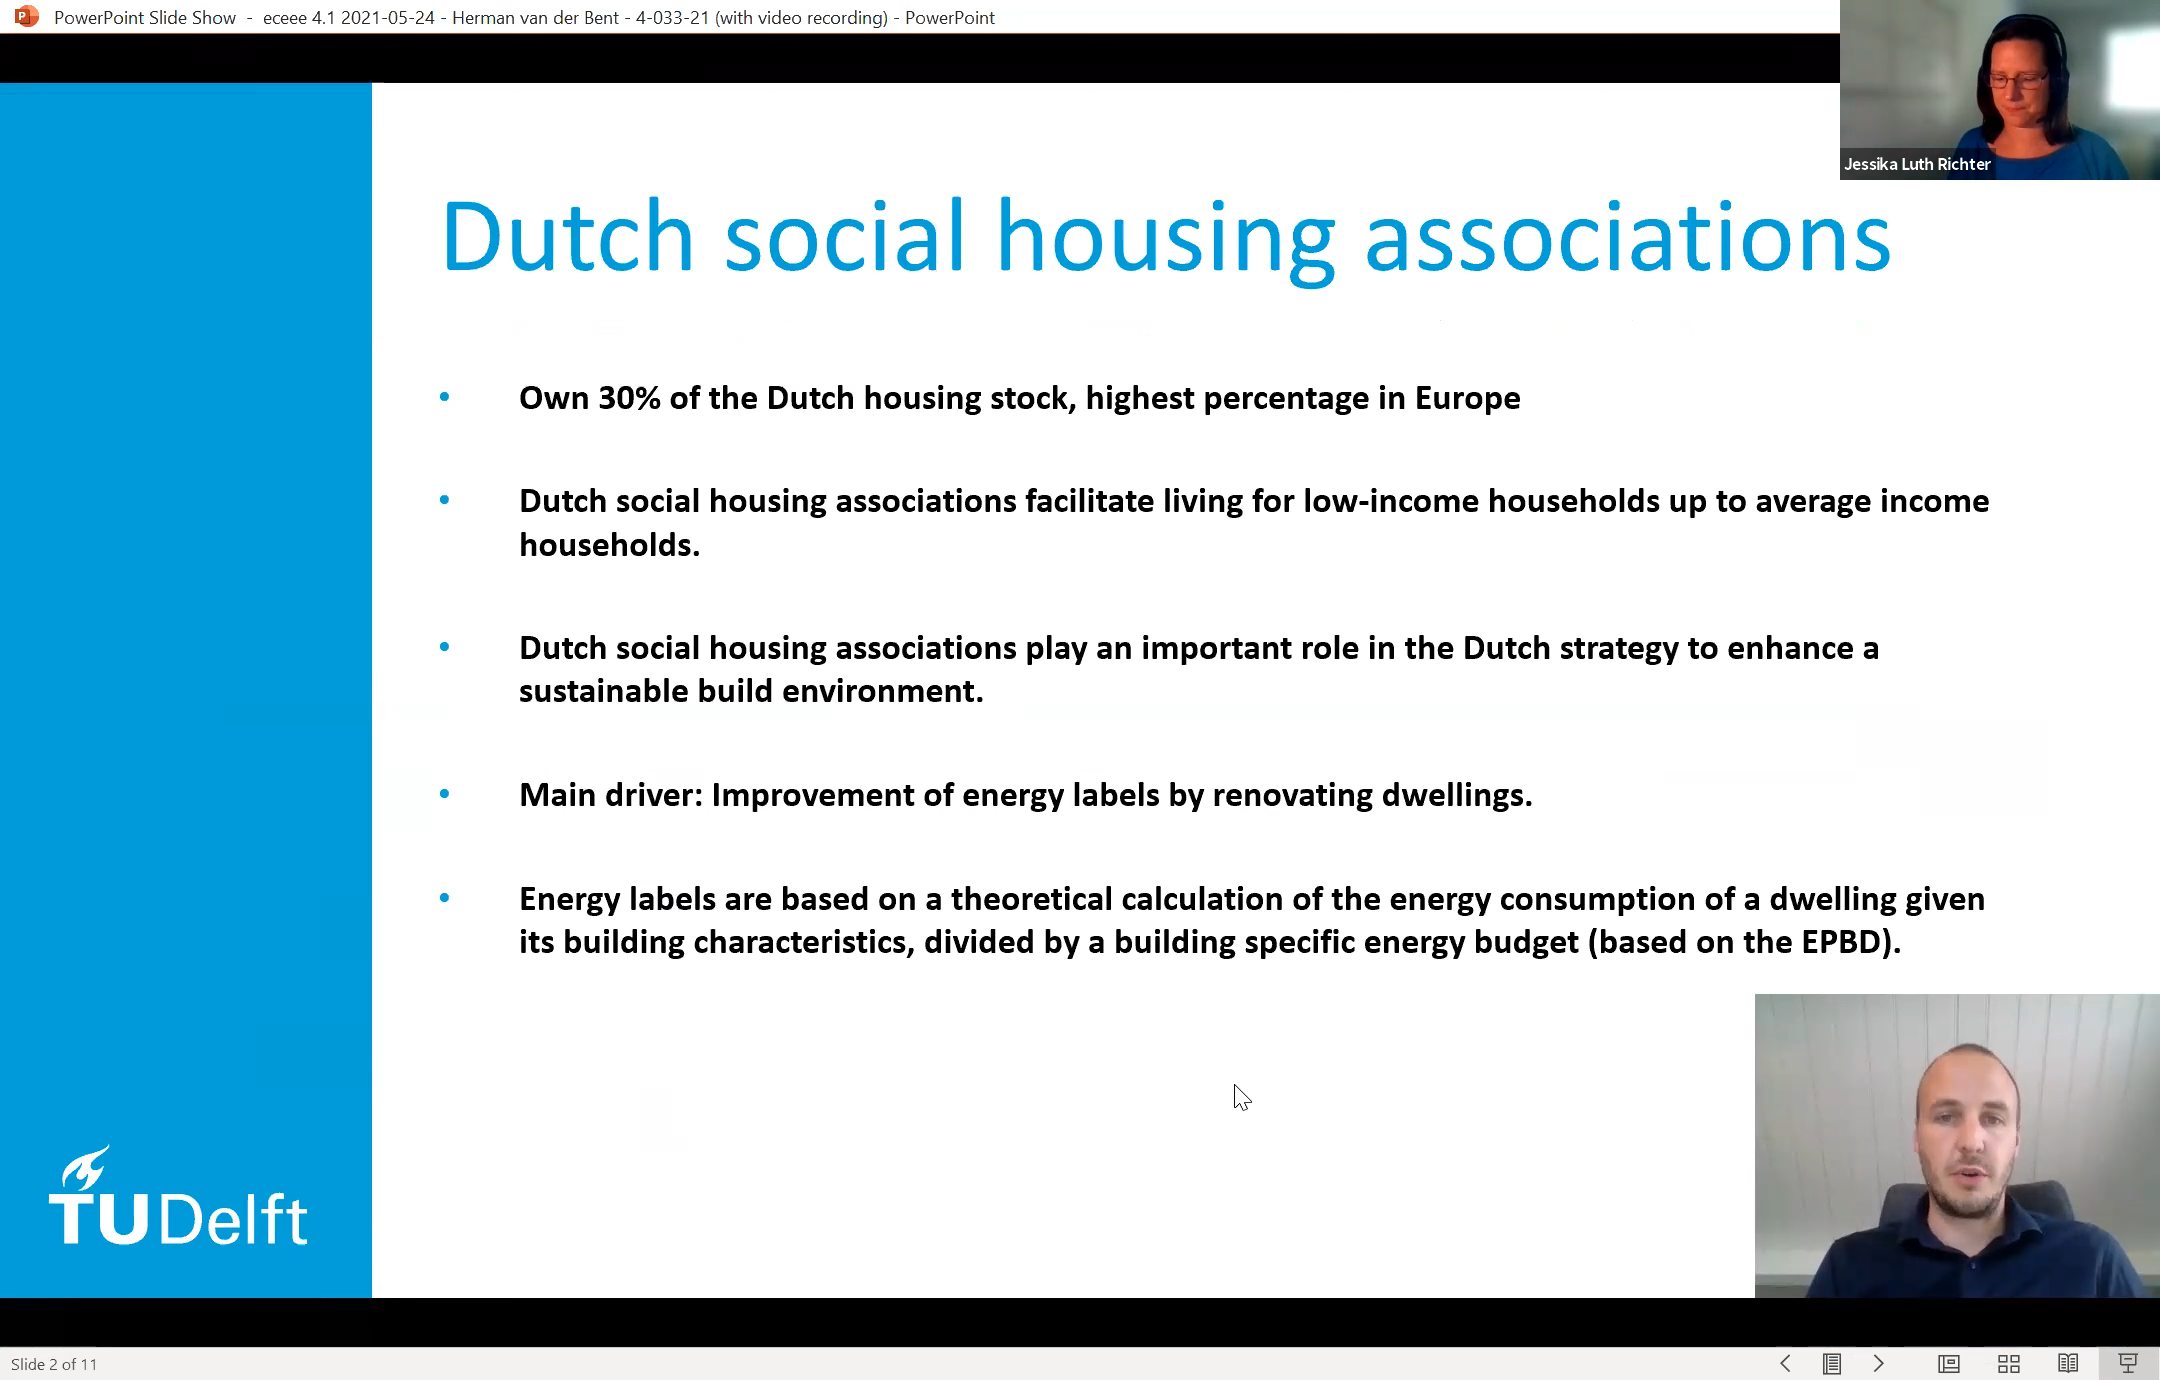 PowerPoint Slide Show - eceee 4.1 2021-05-24 - Herman van der Bent - 4-033-21 (with video recording) - PowerPoint
Jessika Luth Richter
Dutch social housing associations
• Own 30% of the Dutch housing stock, highest percentage in Europe
• Dutch social housing associations facilitate living for low-income households up to average income
households.
• Dutch social housing associations play an important role in the Dutch strategy to enhance a
sustainable build environment.
• Main driver: Improvement of energy labels by renovating dwellings.
• Energy labels are based on a theoretical calculation of the energy consumption of a dwelling given
its building characteristics, divided by a building specific energy budget (based on the EPBD).
TU Delft
Slide 2 of 11